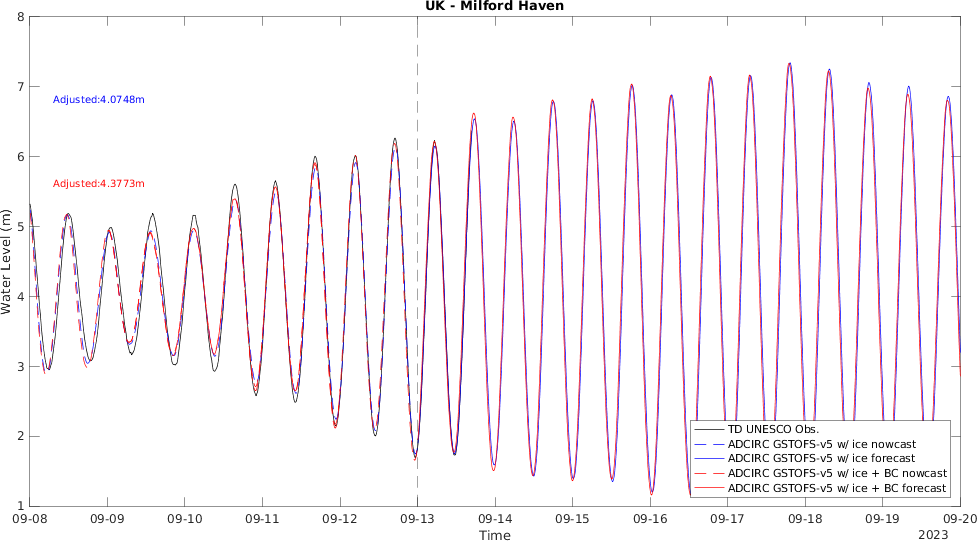 UK - Milford Haven
8
7
6
5
4
3
2
1
Water Level (m)
Adjusted:4.0748m
Adjusted:4.3773m
TD UNESCO Obs.
ADCIRC GSTOFS-v5 w/ ice nowcast
ADCIRC GSTOFS-v5 w/ ice forecast
ADCIRC GSTOFS-v5 w/ ice + BC nowcast
ADCIRC GSTOFS-v5 w/ ice + BC forecast
09-08 09-09 09-10 09-11 09-12 09-13 09-14 09-15 09-16 09-17 09-18 09-19 09-20
Time
2023